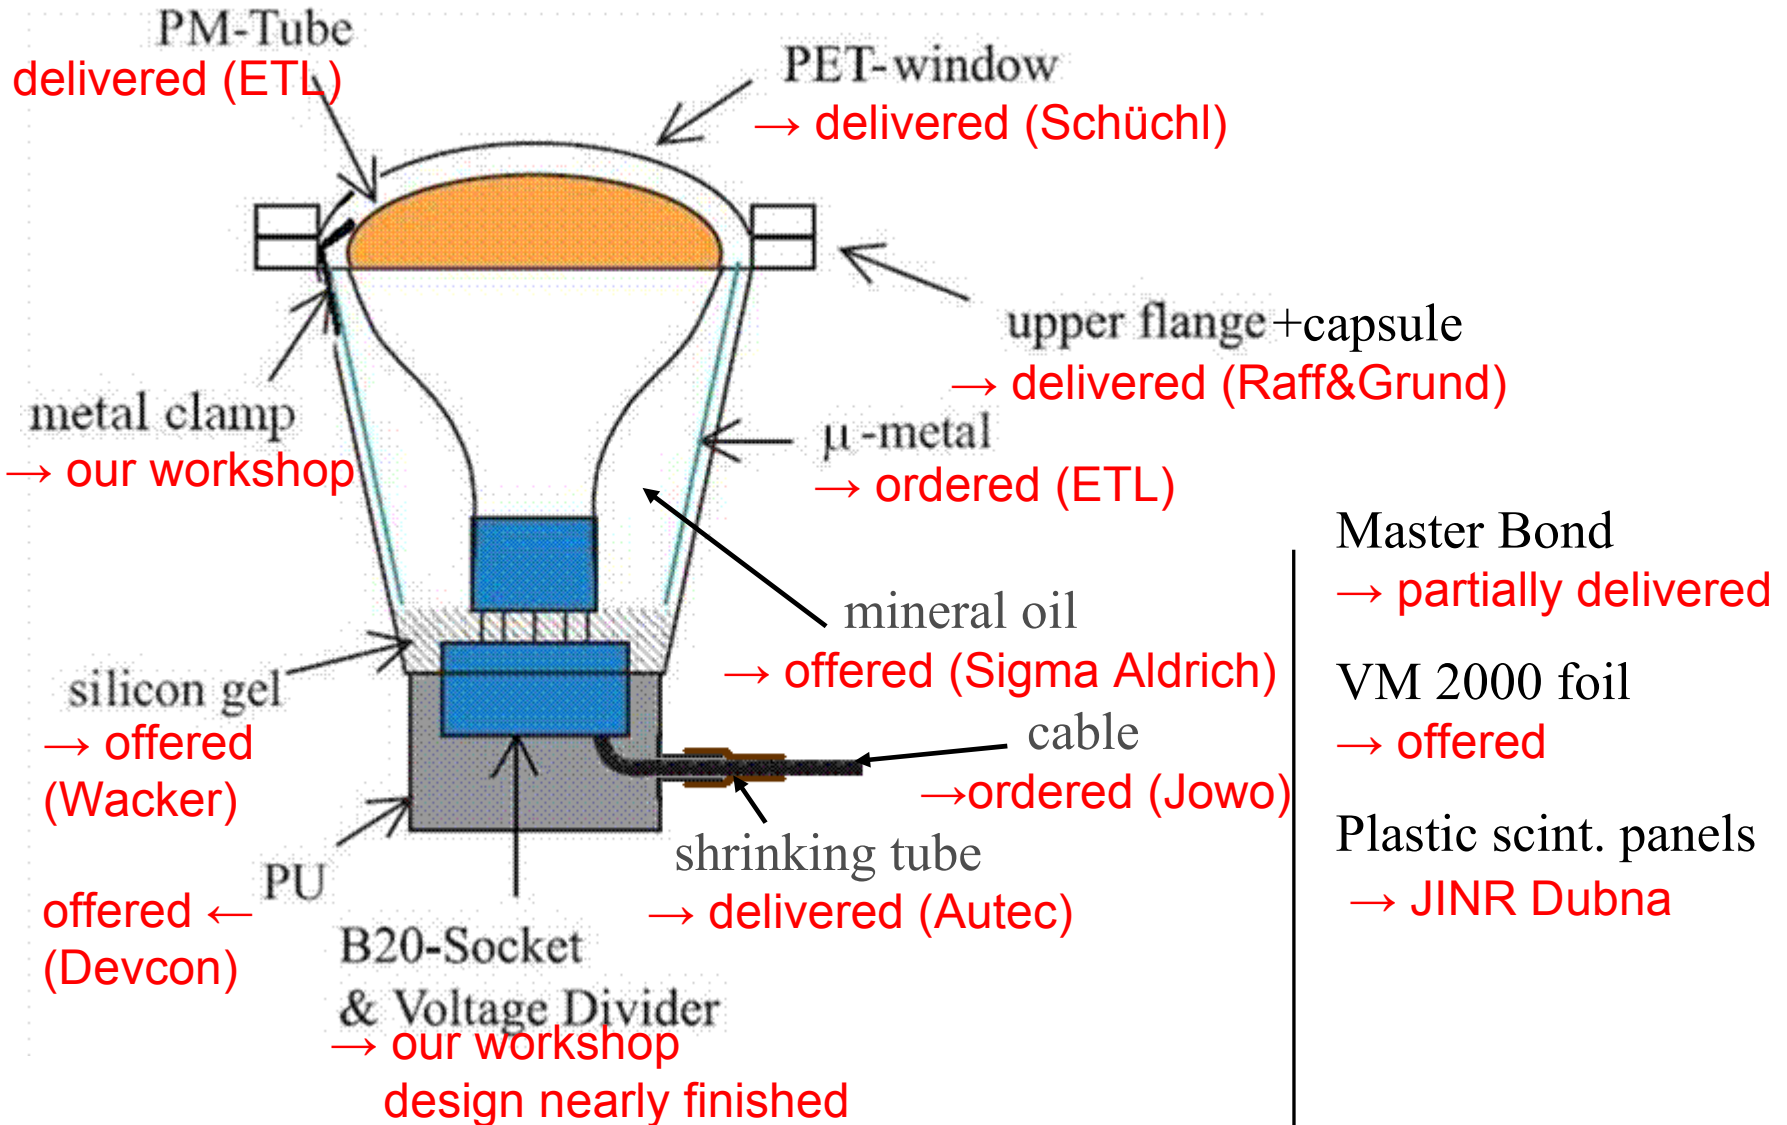 PM-Tube
delivered (ETL)
PET-window
→ delivered (Schüchl)
upper flange+capsule
→ delivered (Raff&Grund)
metal clamp
→ our workshop
μ-metal
→ ordered (ETL)
mineral oil
→ offered (Sigma Aldrich)
silicon gel
→ offered
(Wacker)
cable
→ordered (Jowo)
shrinking tube
→ delivered (Autec)
PU
offered ←
(Devcon)
B20-Socket
& Voltage Divider
→ our workshop
design nearly finished
Master Bond
→ partially delivered
VM 2000 foil
→ offered
Plastic scint. panels
→ JINR Dubna